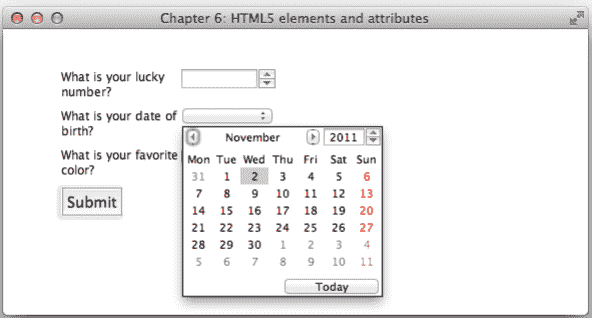 Chapter 6: HTML5 elements and attributes
What is your lucky
number?
What is your date of
birth?
What is your favorite
color?
Submit
November 2011
Mon Tue Wed Thu Fri Sat Sun
31 1 2 3 4 5 6
7 8 9 10 11 12 13
14 15 16 17 18 19 20
21 22 23 24 25 26 27
28 29 30 1 2 3 4
5 6 7 8 9 10 11
Today